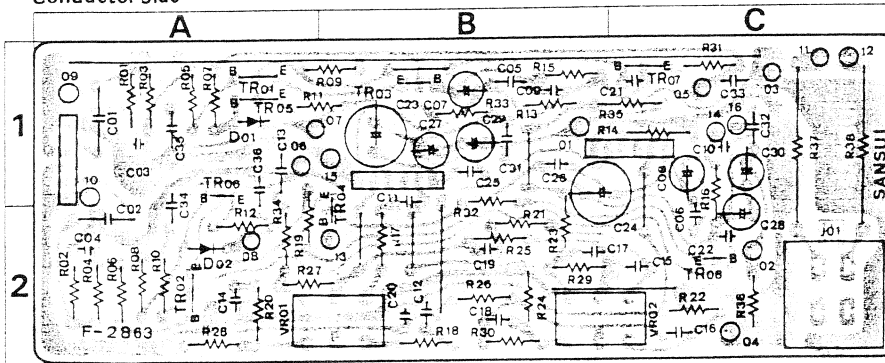 Conductor Side
A B C
1
2
09 R01 R03 R05 R07 B E TR01 B E TR05 R09 R11 TR03 E B C05 R15 C09 B E TR07 R31 C33 11 12
C01 C35 D01 C13 07 C23 C07 C27 R33 C29 R13 C21 R35 05 03
C03 C36 06 15 C31 01 R14 14 16 C32 C10 R37 R38
10 TR06 B E C34 R34 E TR04 B C11 C25 C26 C08 R16 C30 SANSUI
C02 R12 R32 R21 R23 C24 C06 C28 J01
R02 C04 R04 R06 R08 R10 D02 08 R19 13 R17 C19 R25 C17 C22 E B TR08 02
TR02 E B C14 R20 R27 VR01 C20 C12 R26 C18 R24 R29 C15 VR02 R22 R36
F-2863 R28 R18 R30 C16 04